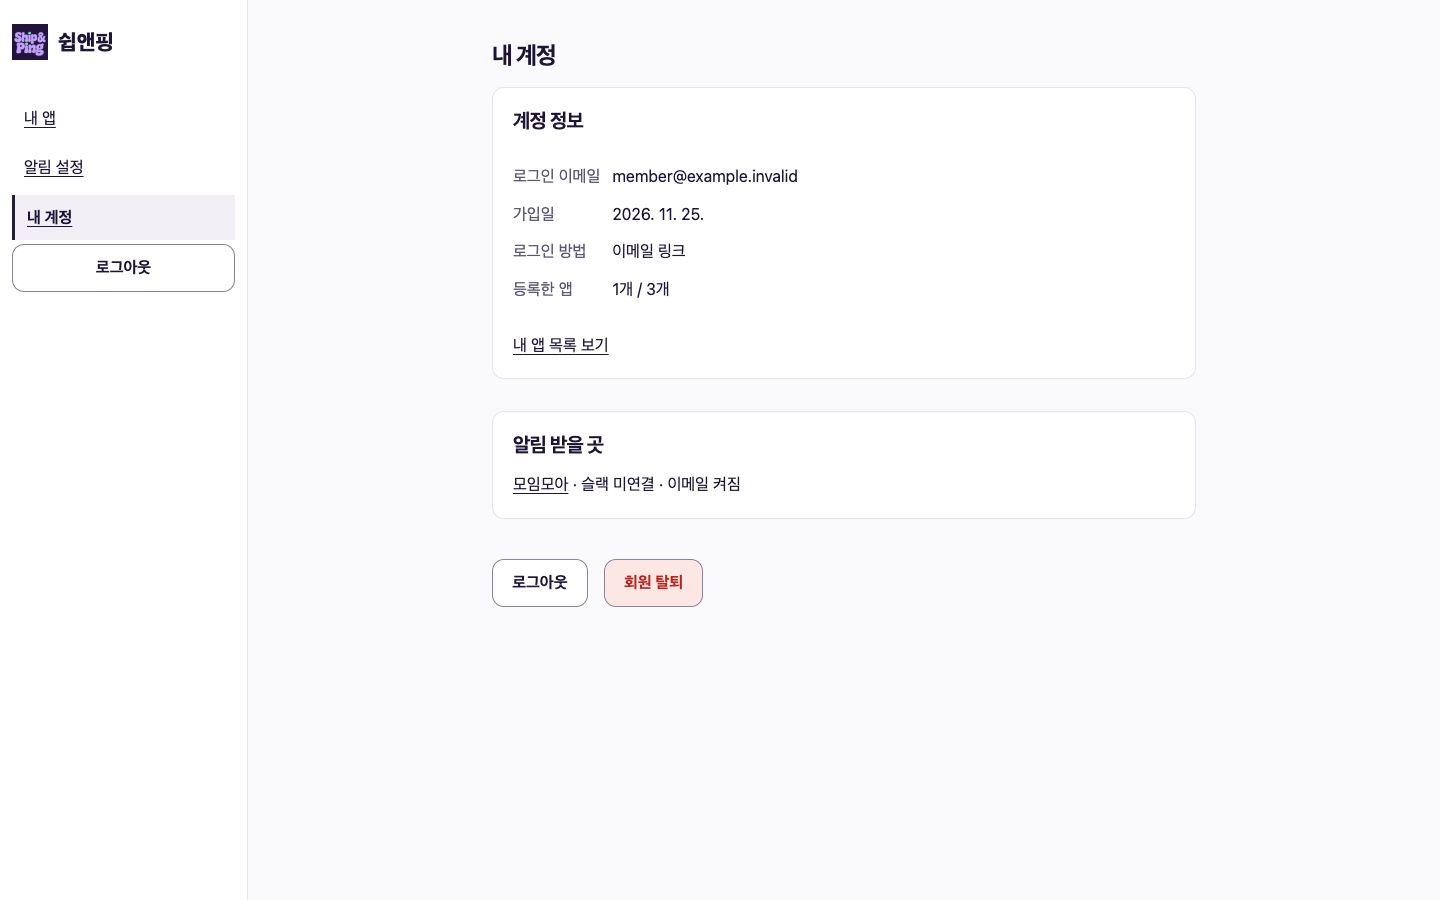 Ship&
Ping
쉽앤핑
내 앱
알림 설정
내 계정
로그아웃
내 계정
계정 정보
로그인 이메일 member@example.invalid
가입일 2026. 11. 25.
로그인 방법 이메일 링크
등록한 앱 1개 / 3개
내 앱 목록 보기
알림 받을 곳
모임모아 · 슬랙 미연결 · 이메일 켜짐
로그아웃 회원 탈퇴